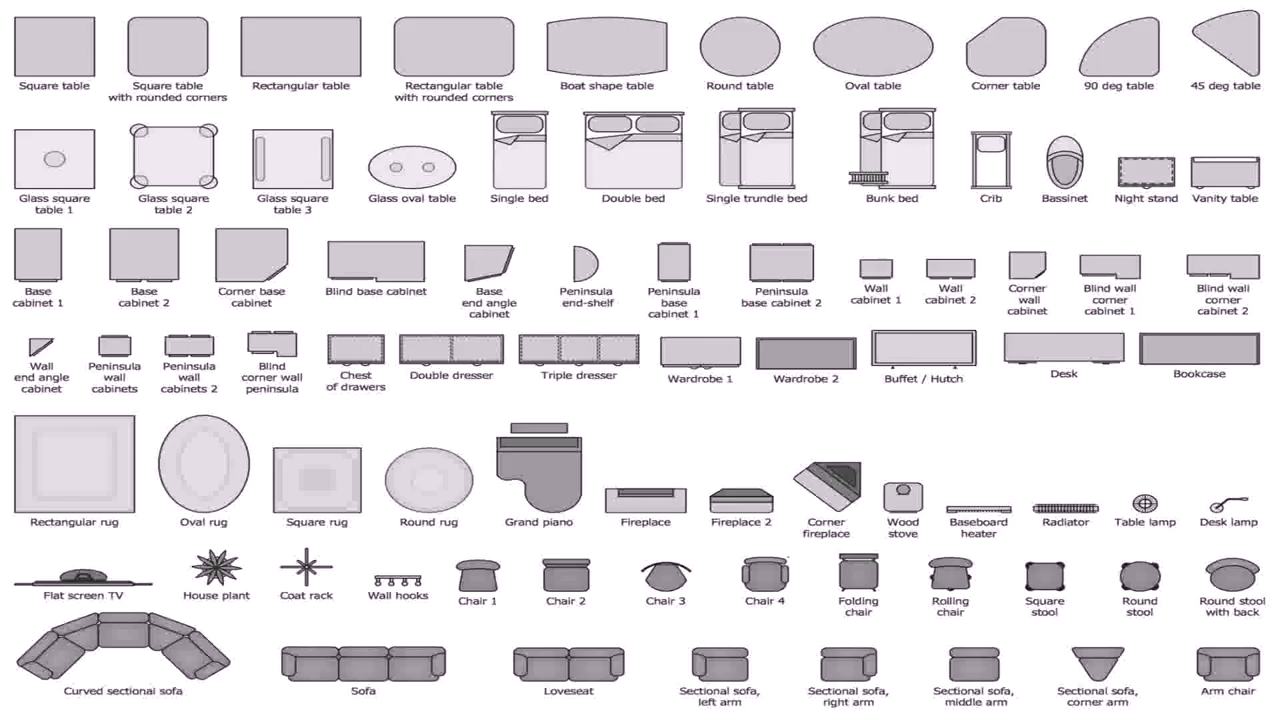 Square table
Square table
with rounded corners
Rectangular table
Rectangular table
with rounded corners
Boat shape table
Round table
Oval table
Corner table
90 deg table
45 deg table
Glass square
table 1
Glass square
table 2
Glass square
table 3
Glass oval table
Single bed
Double bed
Single trundle bed
Bunk bed
Crib
Bassinet
Night stand
Vanity table
Base
cabinet 1
Base
cabinet 2
Corner base
cabinet
Blind base cabinet
Base
end angle
cabinet
Peninsula
end-shelf
Peninsula
base
cabinet 1
Peninsula
base cabinet 2
Wall
cabinet 1
Wall
cabinet 2
Corner
wall
cabinet
Blind wall
corner
cabinet 1
Blind wall
corner
cabinet 2
Wall
end angle
cabinet
Peninsula
wall
cabinets
Peninsula
wall
cabinets 2
Blind
corner wall
peninsula
Chest
of drawers
Double dresser
Triple dresser
Wardrobe 1
Wardrobe 2
Buffet / Hutch
Desk
Bookcase
Rectangular rug
Oval rug
Square rug
Round rug
Grand piano
Fireplace
Fireplace 2
Corner
fireplace
Wood
stove
Baseboard
heater
Radiator
Table lamp
Desk lamp
Flat screen TV
House plant
Coat rack
Wall hooks
Chair 1
Chair 2
Chair 3
Chair 4
Folding
chair
Rolling
chair
Square
stool
Round
stool
Round stool
with back
Curved sectional sofa
Sofa
Loveseat
Sectional sofa,
left arm
Sectional sofa,
right arm
Sectional sofa,
middle arm
Sectional sofa,
corner arm
Arm chair